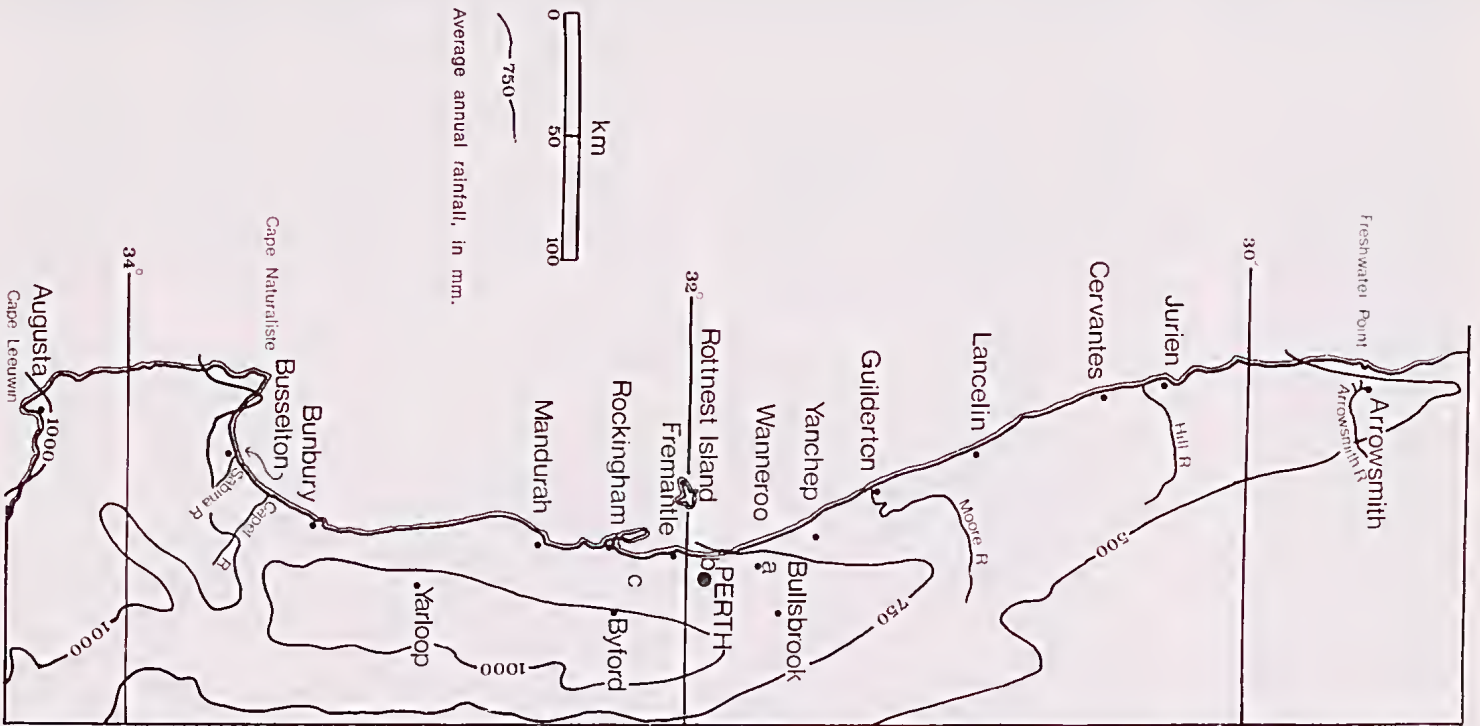 Freshwater Point
Arrowsmith
Arrowsmith R
30°
Jurien
Hill R
Cervantes
500
Lancelin
Moore R
Guilderton
750
Yanchep
Wanneroo
a
Bullsbrook
Rottnest Island
32°
b
PERTH
Fremantle
Rockingham
c
Byford
Mandurah
1000
Yarloop
Bunbury
Busselton
Capel R
Sabina R
Cape Naturaliste
34°
1000
Augusta
1000
Cape Leeuwin
km
0 50 100
750
Average annual rainfall, in mm.